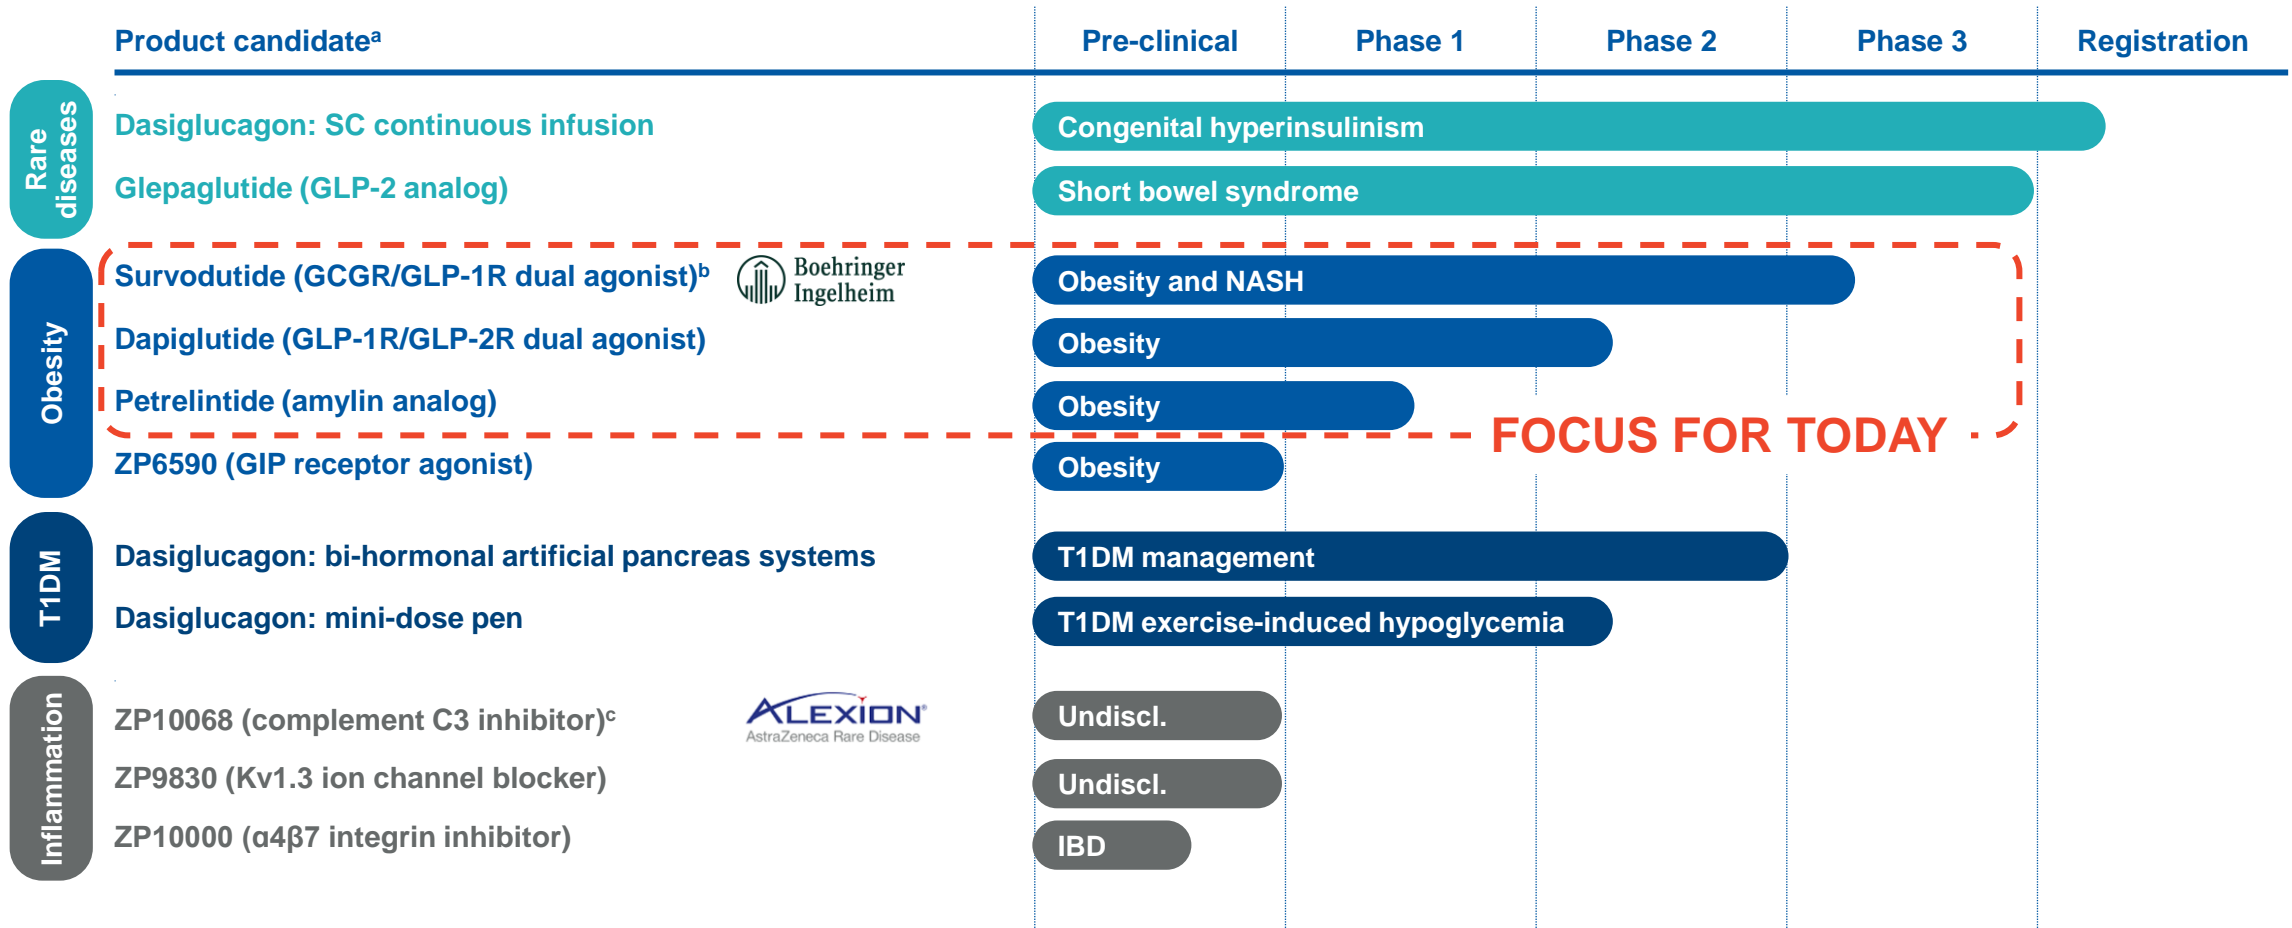 Product candidateᵃ Pre-clinical Phase 1 Phase 2 Phase 3 Registration
Rare diseases
Dasiglucagon: SC continuous infusion Congenital hyperinsulinism
Glepaglutide (GLP-2 analog) Short bowel syndrome
Obesity
Survodutide (GCGR/GLP-1R dual agonist)ᵇ Boehringer Ingelheim Obesity and NASH
Dapiglutide (GLP-1R/GLP-2R dual agonist) Obesity
Petrelintide (amylin analog) Obesity
FOCUS FOR TODAY
ZP6590 (GIP receptor agonist) Obesity
T1DM
Dasiglucagon: bi-hormonal artificial pancreas systems T1DM management
Dasiglucagon: mini-dose pen T1DM exercise-induced hypoglycemia
Inflammation
ZP10068 (complement C3 inhibitor)ᶜ ALEXION® AstraZeneca Rare Disease Undiscl.
ZP9830 (Kv1.3 ion channel blocker) Undiscl.
ZP10000 (α4β7 integrin inhibitor) IBD